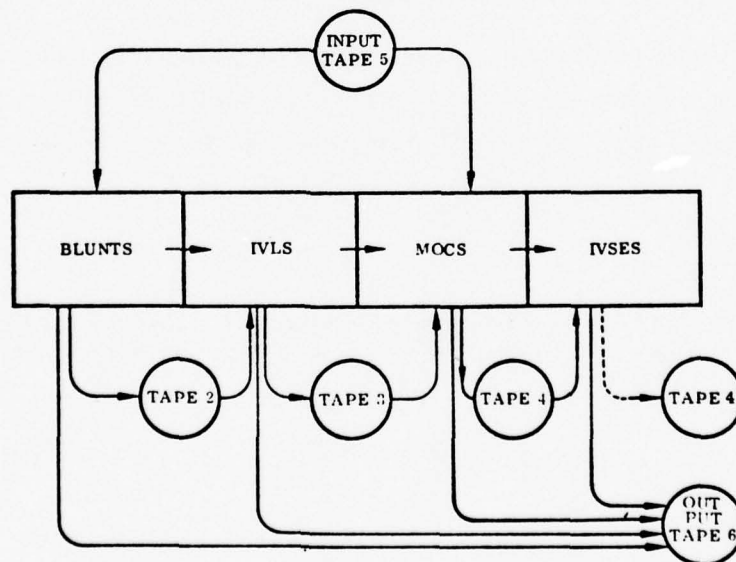 INPUT
TAPE 5
BLUNTS
IVLS
MOCS
IVSES
TAPE 2
TAPE 3
TAPE 4
TAPE 4
OUT
PUT
TAPE 6